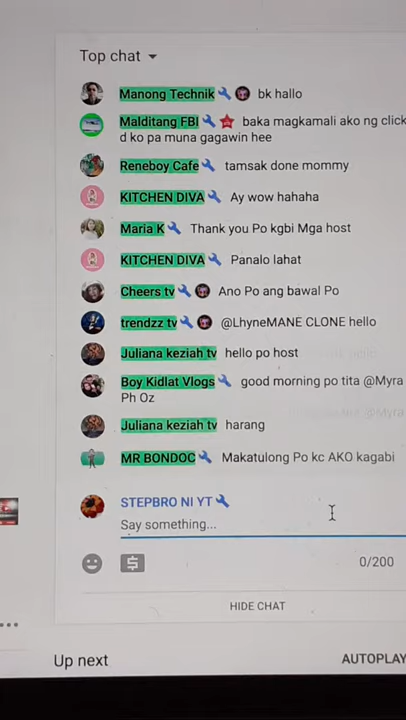 Top chat
Manong Technik bk hallo
Malditang FBI baka magkamali ako ng click
d ko pa muna gagawin hee
Reneboy Cafe tamsak done mommy
KITCHEN DIVA Ay wow hahaha
Maria K Thank you Po kgbi Mga host
KITCHEN DIVA Panalo lahat
Cheers tv Ano Po ang bawal Po
trendzz tv @LhyneMANE CLONE hello
Juliana keziah tv hello po host
Boy Kidlat Vlogs good morning po tita @Myra
Ph Oz
Juliana keziah tv harang
MR BONDOC Makatulong Po kc AKO kagabi
STEPBRO NI YT
Say something...
0/200
HIDE CHAT
Up next
AUTOPLAY